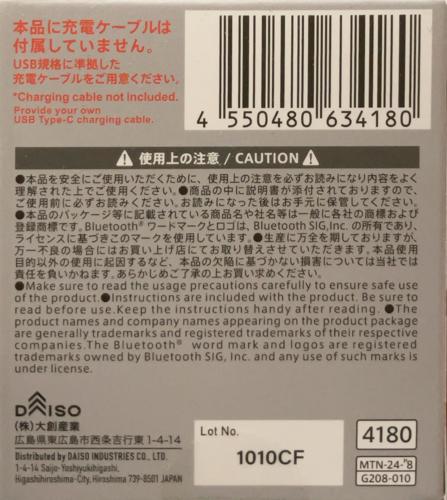 本品に充電ケーブルは
付属していません。
USB規格に準拠した
充電ケーブルをご用意ください。
*Charging cable not included.
Provide your own
USB Type-C charging cable.
4 550480 634180
使用上の注意 / CAUTION
●本品を安全にご使用いただくために、使用上の注意を必ずお読みになり内容をよく
理解された上でご使用ください。●商品の中に説明書が添付されておりますので、
ご使用前に必ずお読みください。お読みになった後はお手元に保管してください。
●本品のパッケージ等に記載されている商品名や社名等は一般に各社の商標および
登録商標です。Bluetooth® ワードマークとロゴは、Bluetooth SIG,Inc. の所有であり、
ライセンスに基づきこのマークを使用しています。●生産に万全を期しておりますが、
万一不良の場合にはお買い上げ店にてお取り替えさせていただきます。本品使用
目的以外の使用に起因するなど、本品の欠陥に基づかない損害については当社では
責任を負いかねます。あらかじめご了承の上お買い求めください。
●Make sure to read the usage precautions carefully to ensure safe use
of the product.●Instructions are included with the product. Be sure to
read before use.Keep the instructions handy after reading. ●The
product names and company names appearing on the product package
are generally trademarks and registered trademarks of their respective
companies.The Bluetooth® word mark and logos are registered
trademarks owned by Bluetooth SIG, Inc. and any use of such marks is
under license.
DAISO
(株)大創産業
広島県東広島市西条吉行東 1-4-14
Distributed by DAISO INDUSTRIES CO., LTD.
1-4-14 Saijo-Yoshiyukihigashi,
Higashihiroshima-City, Hiroshima 739-8501 JAPAN
Lot No.
1010CF
4180
MTN-24-'8
G208-010